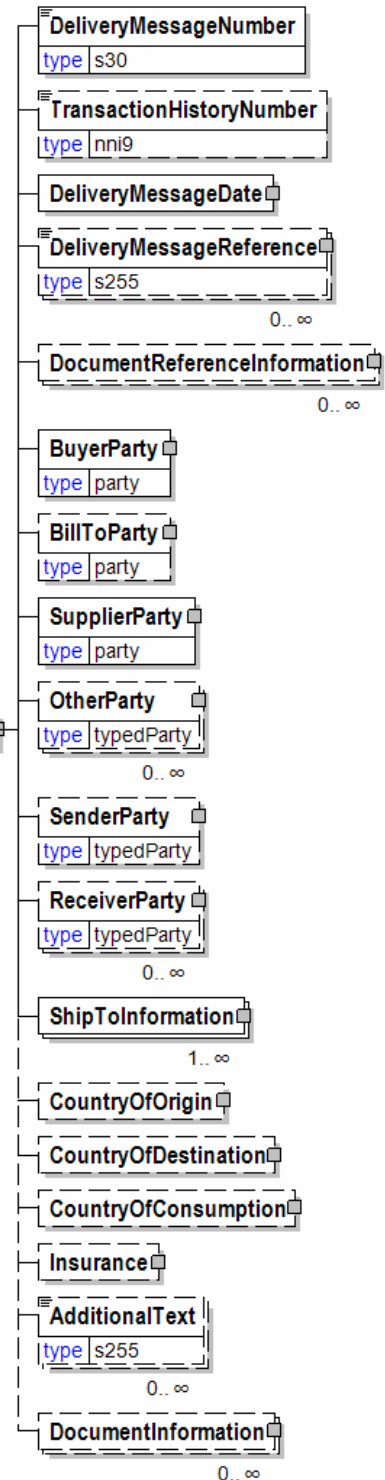 DeliveryMessageNumber
type s30
TransactionHistoryNumber
type nni9
DeliveryMessageDate
DeliveryMessageReference
type s255
0.. ∞
DocumentReferenceInformation
0.. ∞
BuyerParty
type party
BillToParty
type party
SupplierParty
type party
OtherParty
type typedParty
0.. ∞
SenderParty
type typedParty
ReceiverParty
type typedParty
0.. ∞
ShipToInformation
1.. ∞
CountryOfOrigin
CountryOfDestination
CountryOfConsumption
Insurance
AdditionalText
type s255
0.. ∞
DocumentInformation
0.. ∞